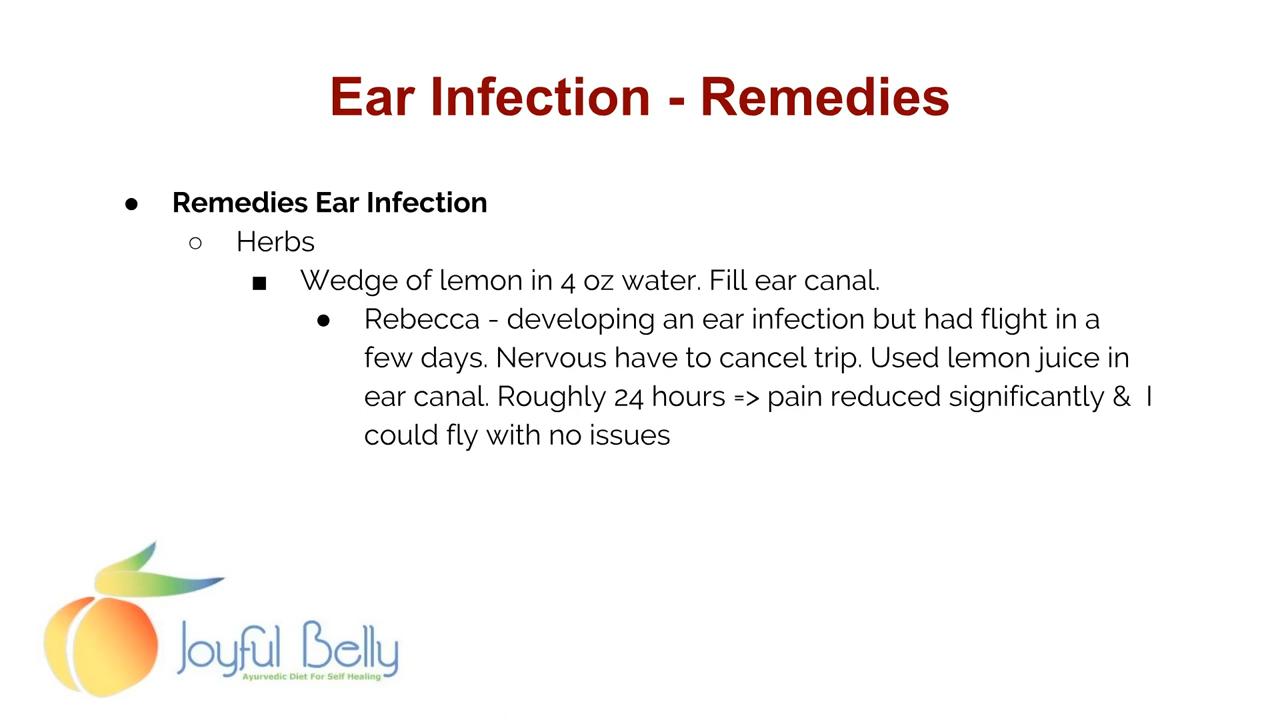 Ear Infection - Remedies
● Remedies Ear Infection
○ Herbs
■ Wedge of lemon in 4 oz water. Fill ear canal.
● Rebecca - developing an ear infection but had flight in a
few days. Nervous have to cancel trip. Used lemon juice in
ear canal. Roughly 24 hours => pain reduced significantly & I
could fly with no issues
Joyful Belly
Ayurvedic Diet For Self Healing